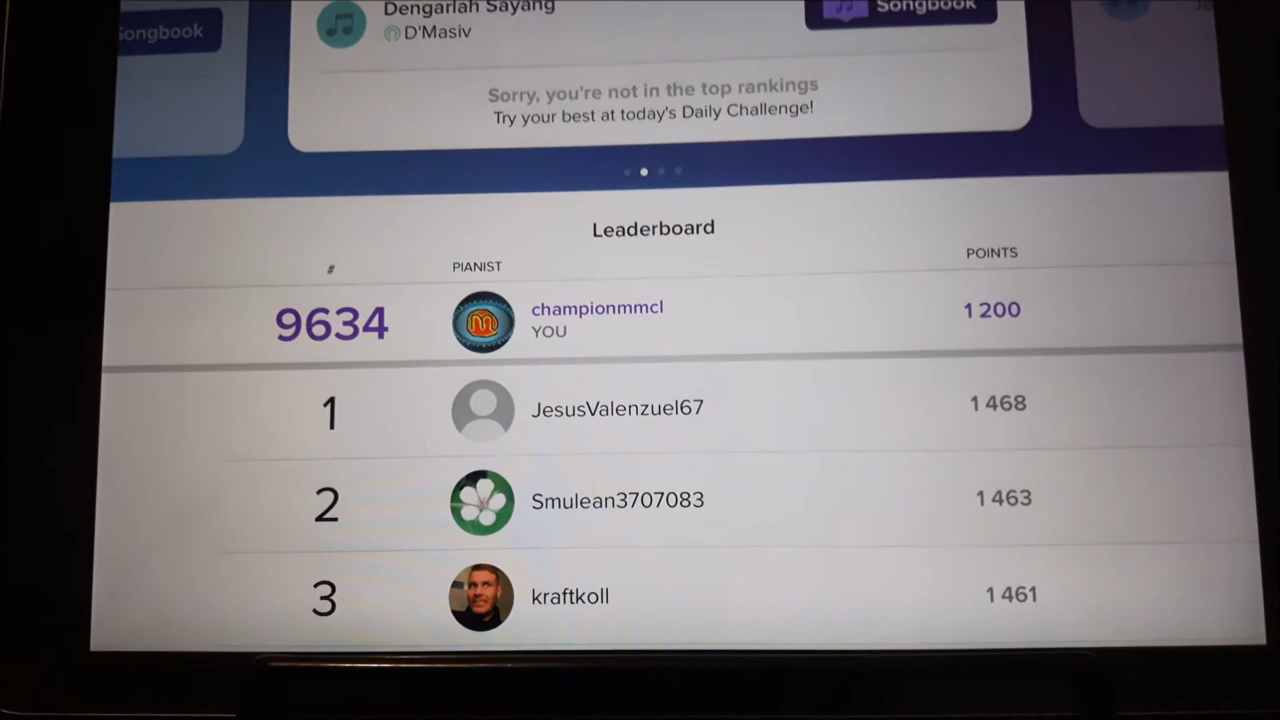 Songbook
Dengarlah Sayang
D'Masiv
Songbook
Sorry, you're not in the top rankings
Try your best at today's Daily Challenge!
Leaderboard
# PIANIST POINTS
9634 championmmcl 1 200
YOU
1 JesusValenzuel67 1 468
2 Smulean3707083 1 463
3 kraftkoll 1 461